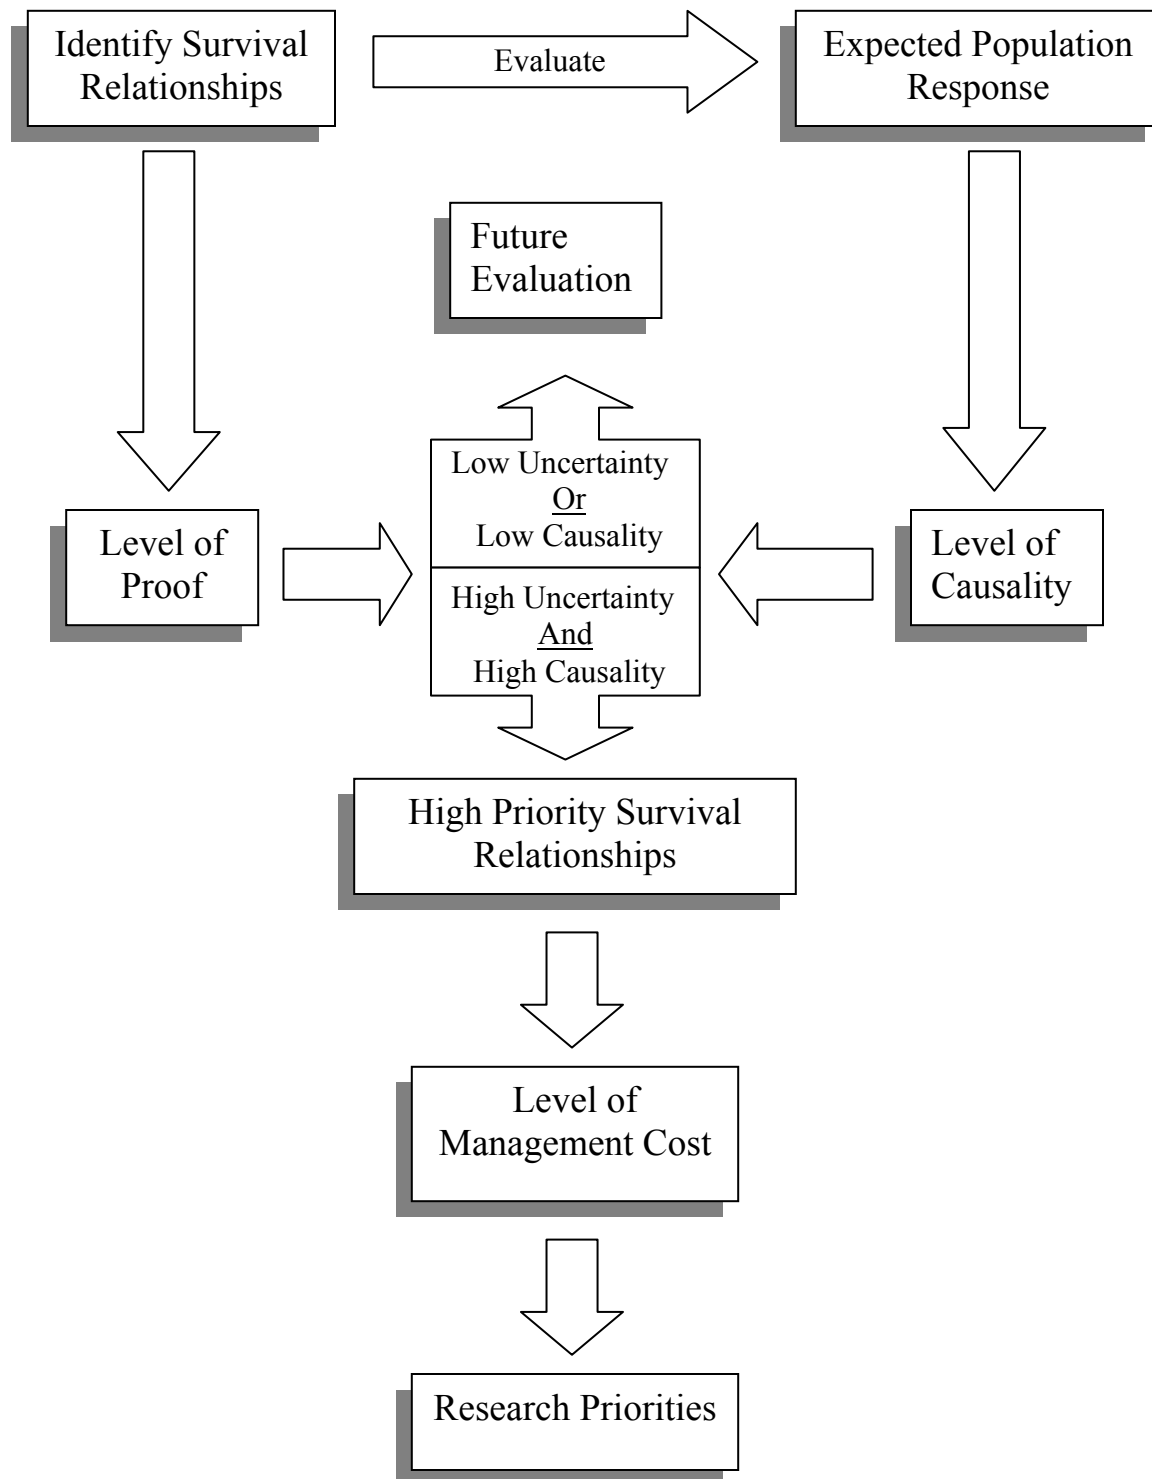 Identify Survival
Relationships
Evaluate
Expected Population
Response
Future
Evaluation
Low Uncertainty
Or
Low Causality
Level of
Proof
Level of
Causality
High Uncertainty
And
High Causality
High Priority Survival
Relationships
Level of
Management Cost
Research Priorities